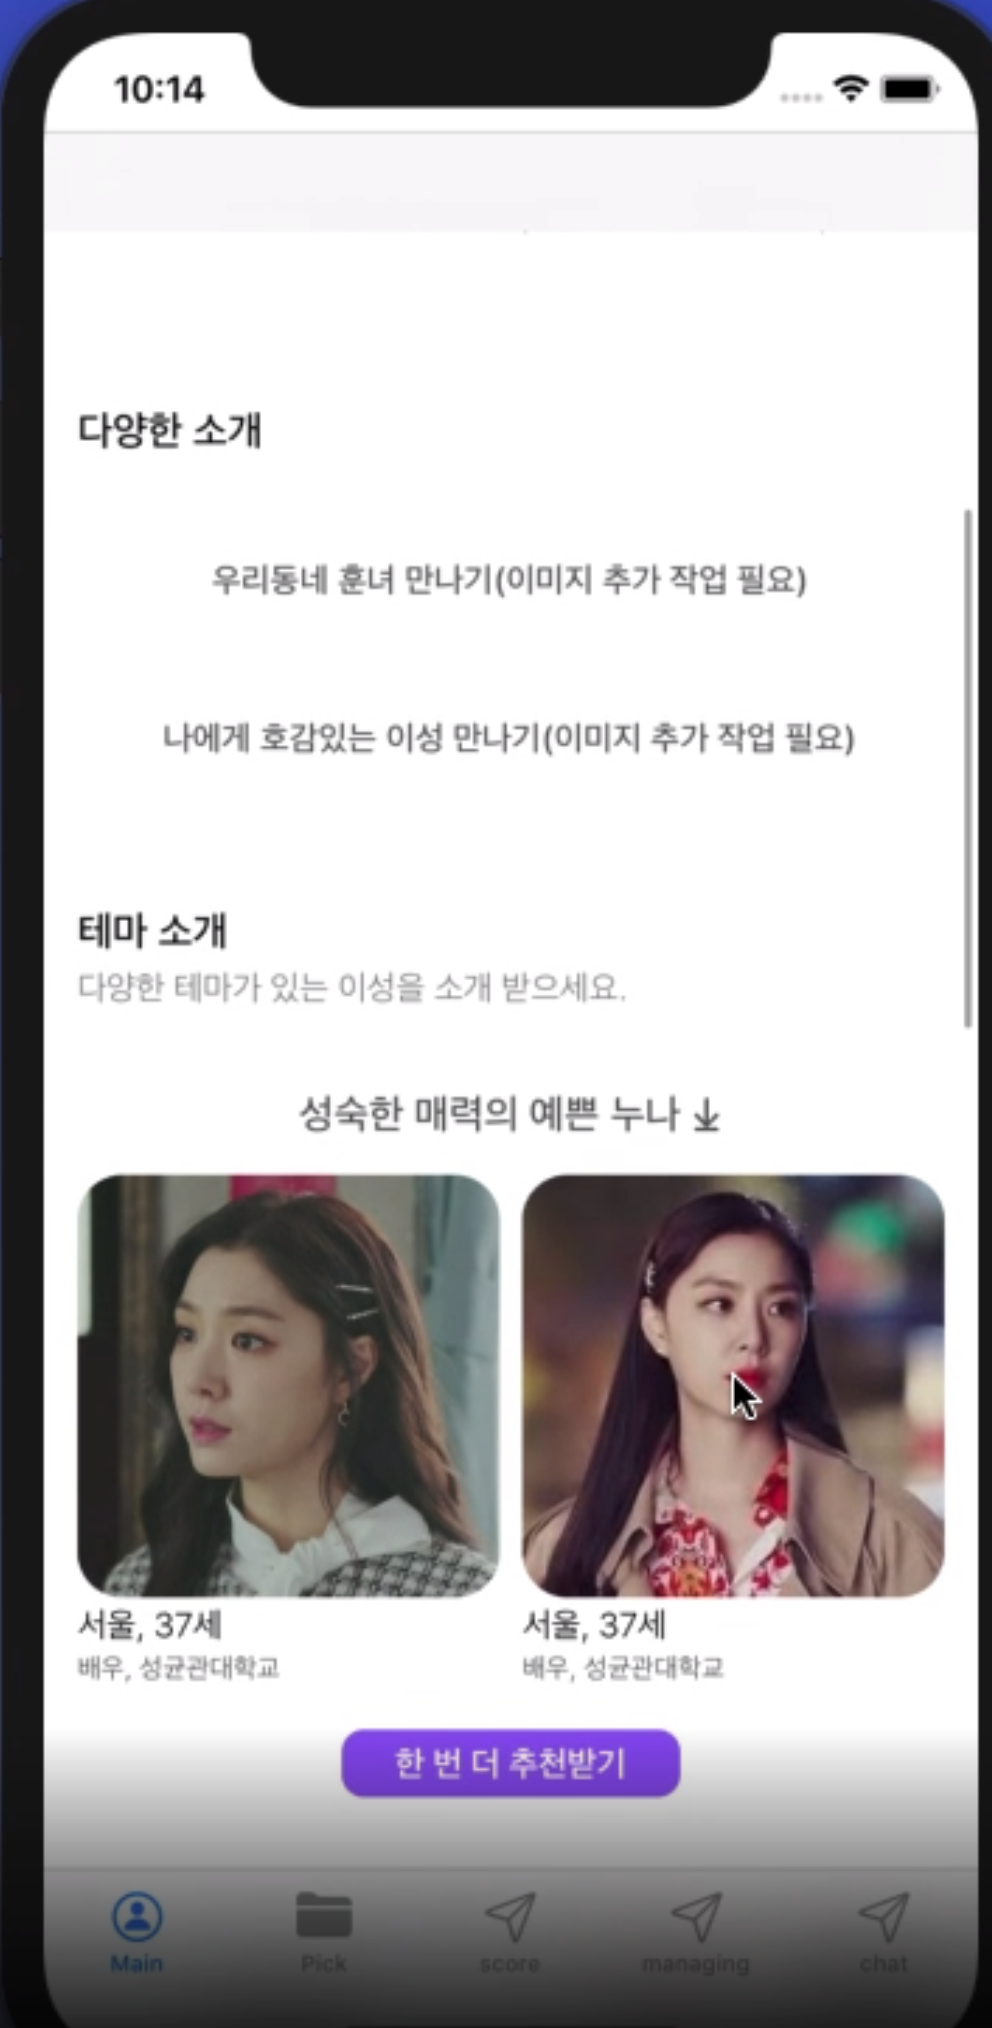 10:14
다양한 소개
우리동네 훈녀 만나기(이미지 추가 작업 필요)
나에게 호감있는 이성 만나기(이미지 추가 작업 필요)
테마 소개
다양한 테마가 있는 이성을 소개 받으세요.
성숙한 매력의 예쁜 누나
서울, 37세 서울, 37세
배우, 성균관대학교 배우, 성균관대학교
한 번 더 추천받기
Main Pick score managing chat